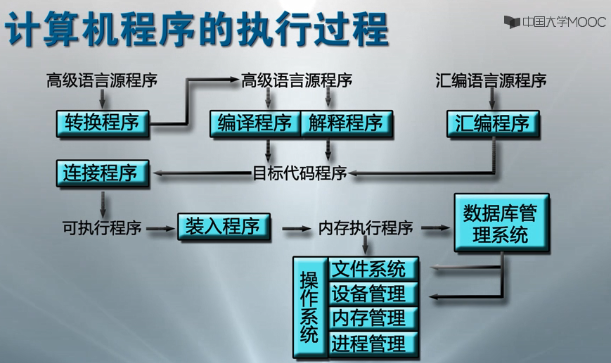 计算机程序的执行过程
中国大学MOOC
高级语言源程序
高级语言源程序
汇编语言源程序
转换程序
编译程序
解释程序
汇编程序
连接程序
目标代码程序
可执行程序
装入程序
内存执行程序
数据库管
理系统
操作系统
文件系统
设备管理
内存管理
进程管理